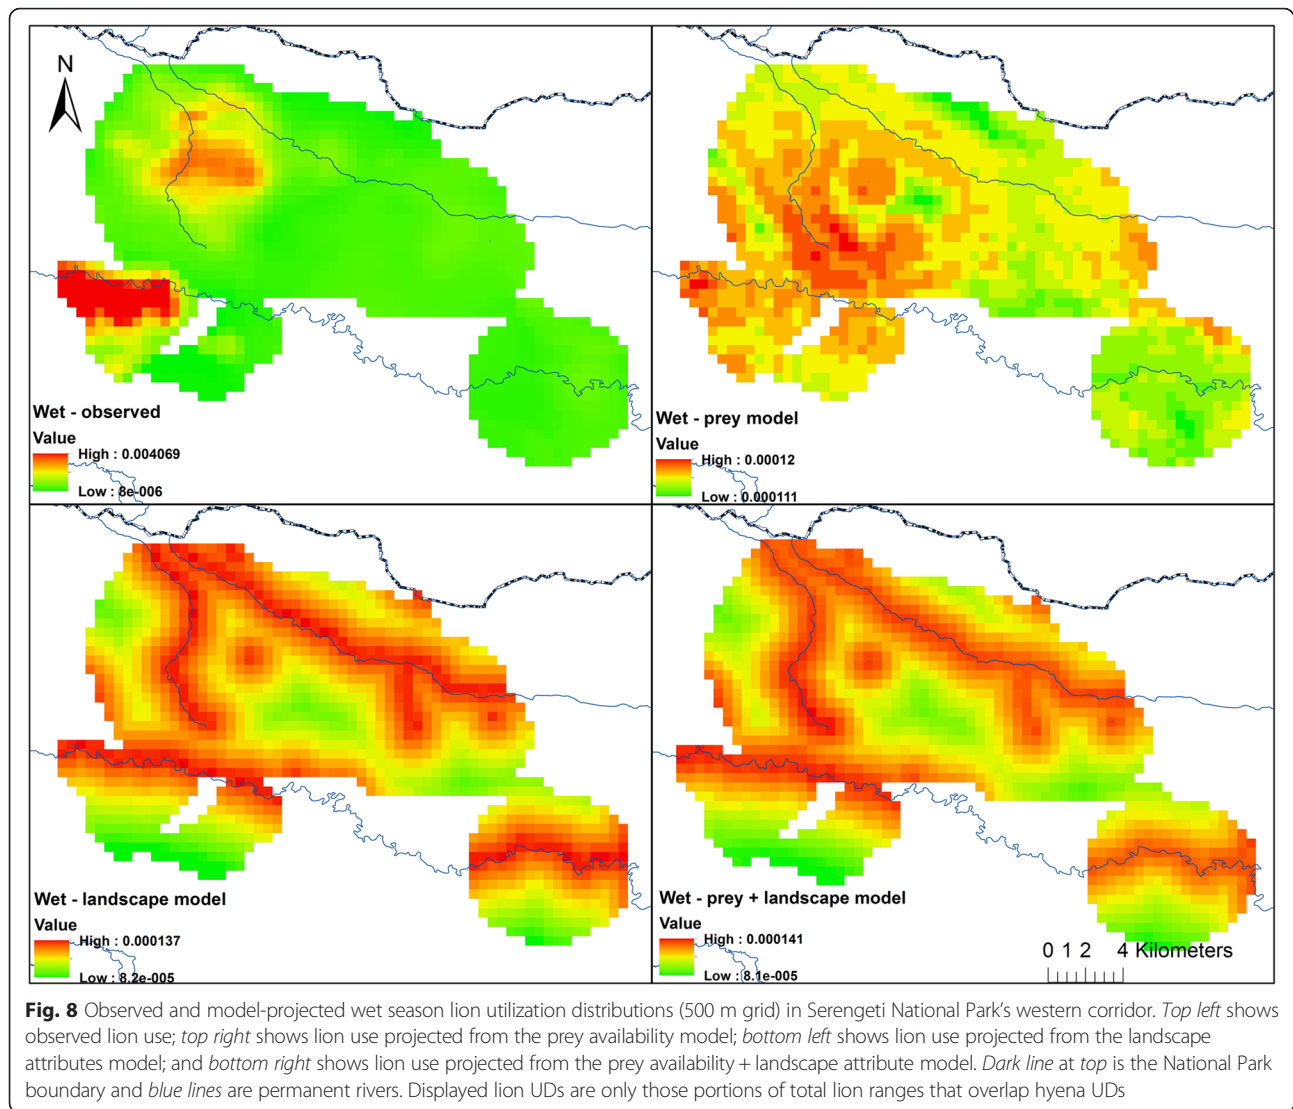 N
Wet - observed
Value
High : 0.004069
Low : 8e-006
Wet - prey model
Value
High : 0.00012
Low : 0.000111
Wet - landscape model
Value
High : 0.000137
Low : 8.2e-005
Wet - prey + landscape model
Value
High : 0.000141
Low : 8.1e-005
0 1 2 4 Kilometers
Fig. 8 Observed and model-projected wet season lion utilization distributions (500 m grid) in Serengeti National Park's western corridor. Top left shows
observed lion use; top right shows lion use projected from the prey availability model; bottom left shows lion use projected from the landscape
attributes model; and bottom right shows lion use projected from the prey availability + landscape attribute model. Dark line at top is the National Park
boundary and blue lines are permanent rivers. Displayed lion UDs are only those portions of total lion ranges that overlap hyena UDs